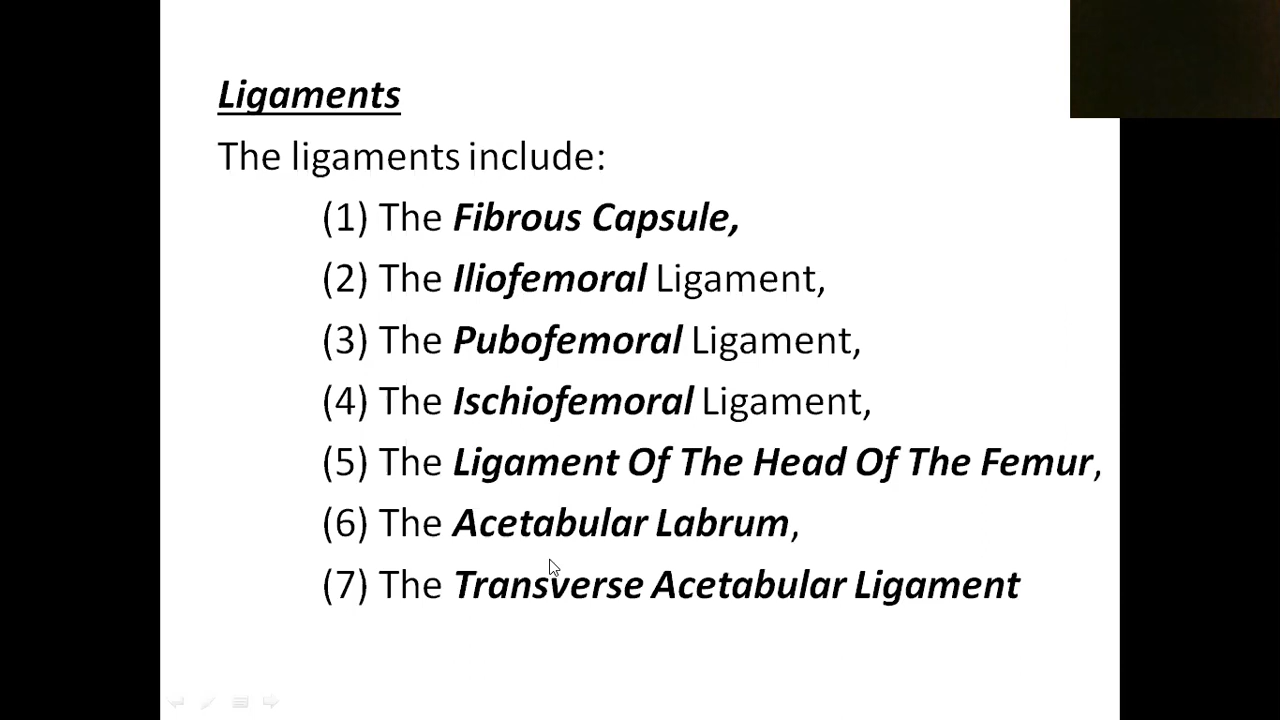 Ligaments
The ligaments include:
(1) The Fibrous Capsule,
(2) The Iliofemoral Ligament,
(3) The Pubofemoral Ligament,
(4) The Ischiofemoral Ligament,
(5) The Ligament Of The Head Of The Femur,
(6) The Acetabular Labrum,
(7) The Transverse Acetabular Ligament